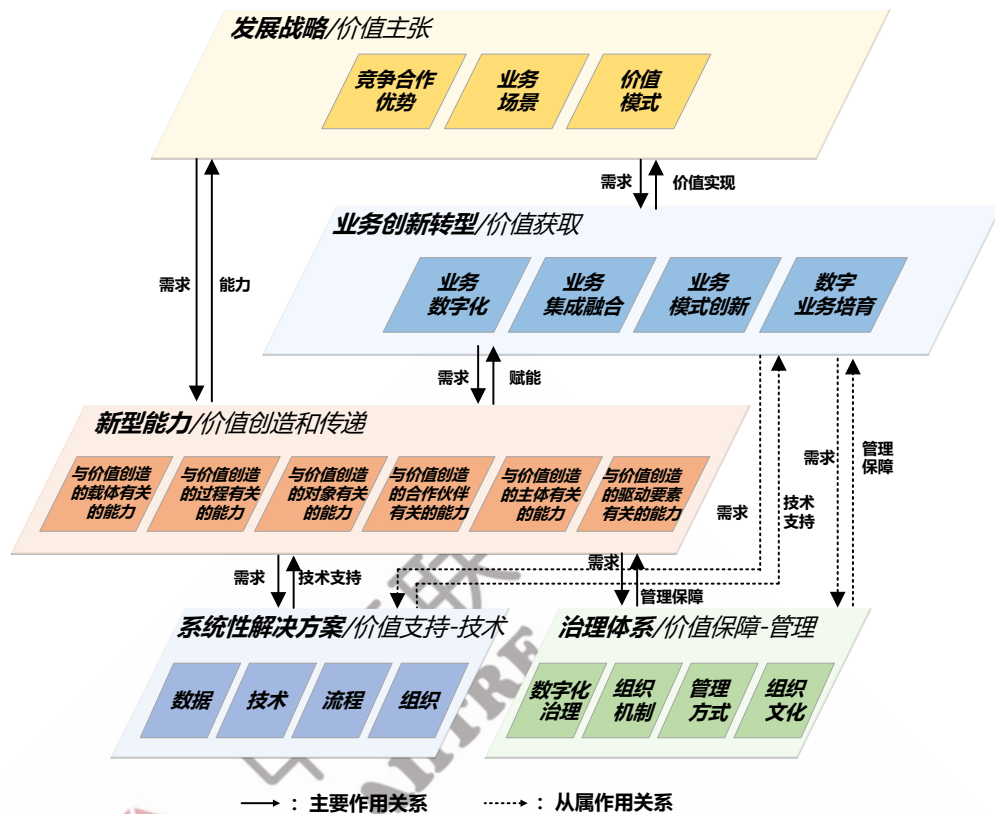 发展战略/价值主张
竞争合作
优势
业务
场景
价值
模式
需求
价值实现
业务创新转型/价值获取
业务
数字化
业务
集成融合
业务
模式创新
数字
业务培育
需求
能力
需求
赋能
新型能力/价值创造和传递
与价值创造
的载体有关
的能力
与价值创造
的过程有关
的能力
与价值创造
的对象有关
的能力
与价值创造
的合作伙伴
有关的能力
与价值创造
的主体有关
的能力
与价值创造
的驱动要素
有关的能力
需求
技术
支持
需求
管理
保障
需求
技术支持
需求
管理保障
系统性解决方案/价值支持-技术
数据
技术
流程
组织
治理体系/价值保障-管理
数字化
治理
组织
机制
管理
方式
组织
文化
：主要作用关系
：从属作用关系